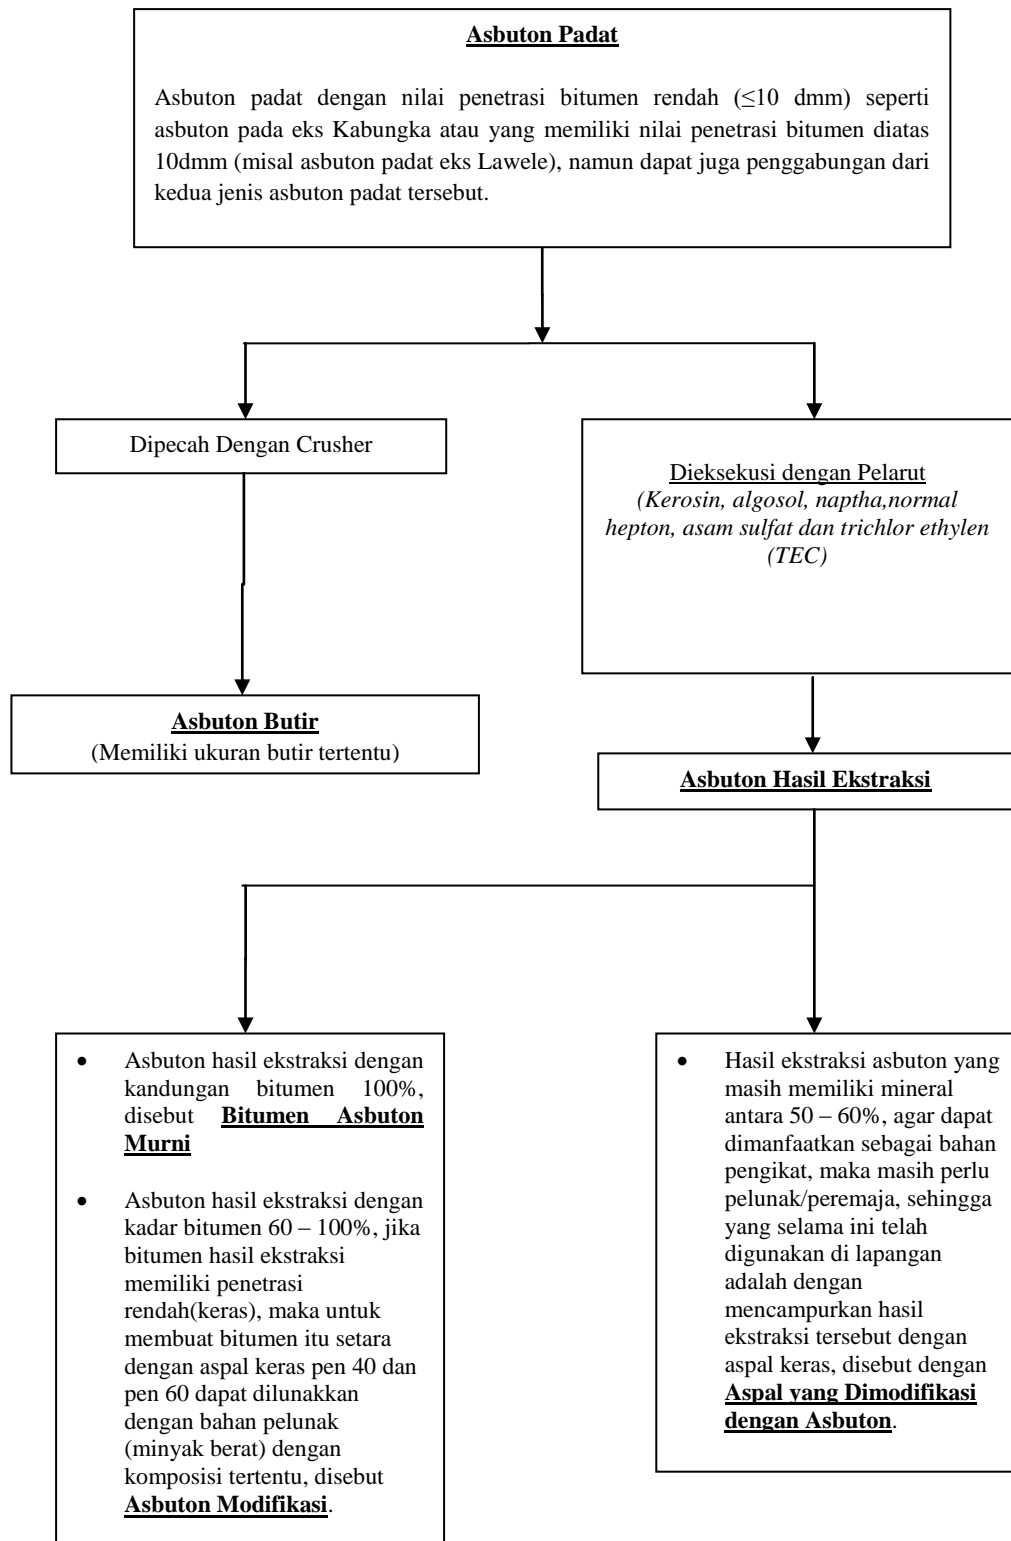 Asbuton Padat
Asbuton padat dengan nilai penetrasi bitumen rendah (≤10 dmm) seperti
asbuton pada eks Kabungka atau yang memiliki nilai penetrasi bitumen diatas
10dmm (misal asbuton padat eks Lawele), namun dapat juga penggabungan dari
kedua jenis asbuton padat tersebut.
Dipecah Dengan Crusher
Dieksekusi dengan Pelarut
(Kerosin, algosol, naptha,normal
hepton, asam sulfat dan trichlor ethylen
(TEC)
Asbuton Butir
(Memiliki ukuran butir tertentu)
Asbuton Hasil Ekstraksi
• Asbuton hasil ekstraksi dengan
kandungan bitumen 100%,
disebut Bitumen Asbuton
Murni
• Asbuton hasil ekstraksi dengan
kadar bitumen 60 – 100%, jika
bitumen hasil ekstraksi
memiliki penetrasi
rendah(keras), maka untuk
membuat bitumen itu setara
dengan aspal keras pen 40 dan
pen 60 dapat dilunakkan
dengan bahan pelunak
(minyak berat) dengan
komposisi tertentu, disebut
Asbuton Modifikasi.
• Hasil ekstraksi asbuton yang
masih memiliki mineral
antara 50 – 60%, agar dapat
dimanfaatkan sebagai bahan
pengikat, maka masih perlu
pelunak/peremaja, sehingga
yang selama ini telah
digunakan di lapangan
adalah dengan
mencampurkan hasil
ekstraksi tersebut dengan
aspal keras, disebut dengan
Aspal yang Dimodifikasi
dengan Asbuton.